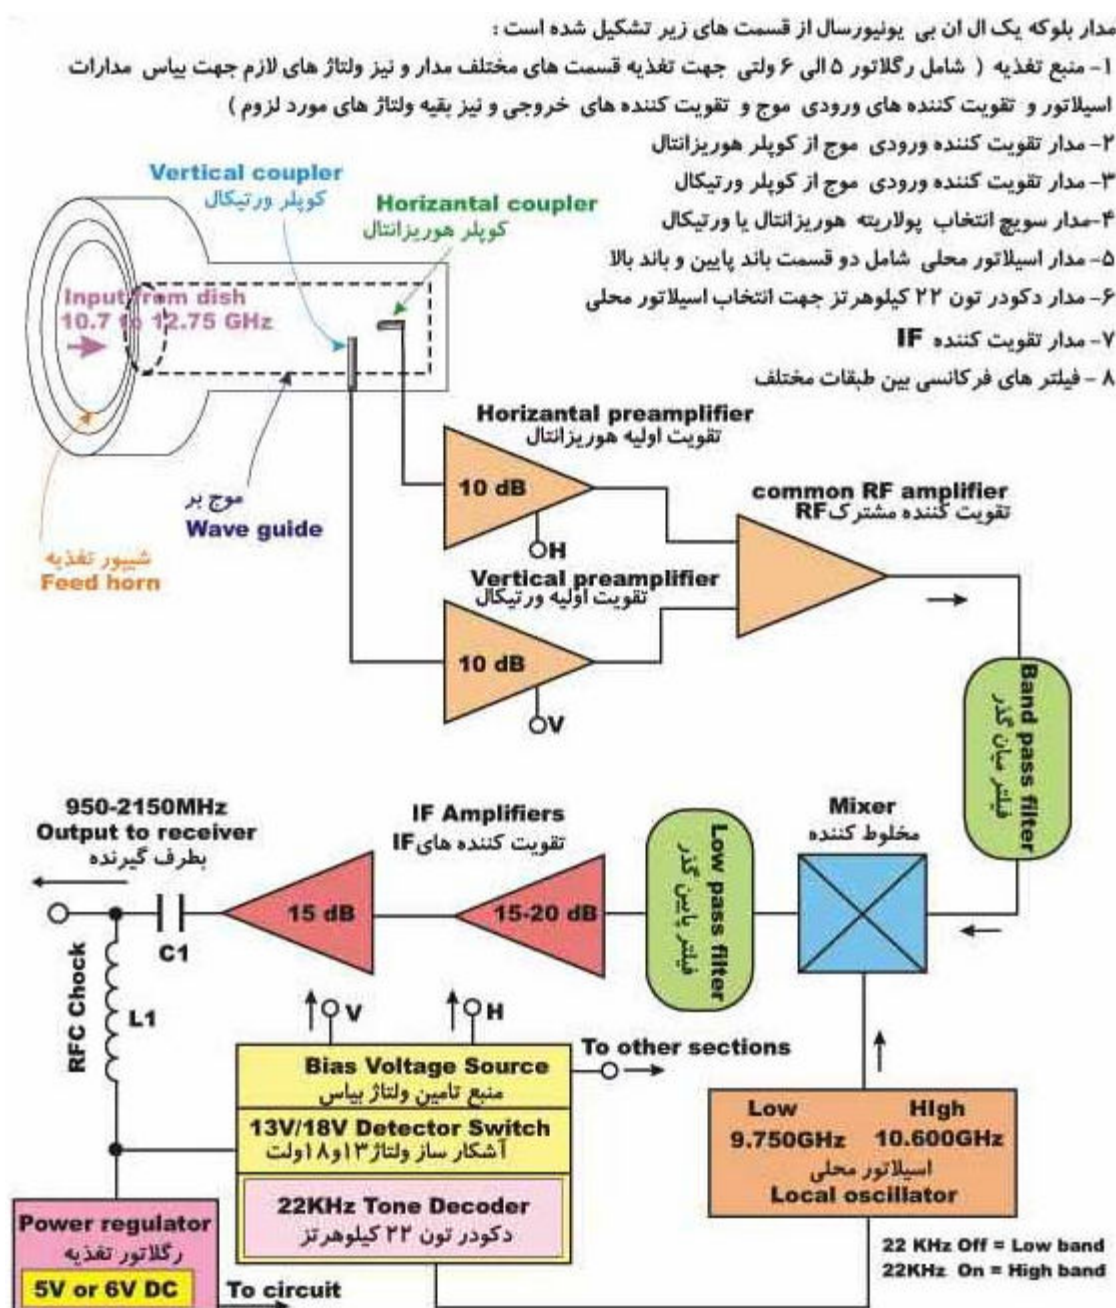 مدار بلوکه یک ال ان بی یونیورسال از قسمت های زیر تشکیل شده است :
۱- منبع تغذیه ( شامل رگلاتور ۵ الی ۶ ولتی جهت تغذیه قسمت های مختلف مدار و نیز ولتاژ های لازم جهت بیاس مدارات
اسیلاتور و تقویت کننده های ورودی موج و تقویت کننده های خروجی و نیز بقیه ولتاژ های مورد لزوم )
۲- مدار تقویت کننده ورودی موج از کوپلر هوریزانتال
۳- مدار تقویت کننده ورودی موج از کوپلر ورتیکال
۴-مدار سویچ انتخاب پولاریته هوریزانتال یا ورتیکال
۵- مدار اسیلاتور محلی شامل دو قسمت باند پایین و باند بالا
۶- مدار دکودر تون ۲۲ کیلوهرتز جهت انتخاب اسیلاتور محلی
۷- مدار تقویت کننده IF
۸ - فیلتر های فرکانسی بین طبقات مختلف
Vertical coupler
کوپلر ورتیکال
Horizantal coupler
کوپلر هوریزانتال
Input from dish
10.7 to 12.75 GHz
موج بر
Wave guide
شیپور تغذیه
Feed horn
Horizantal preamplifier
تقویت اولیه هوریزانتال
10 dB
H
Vertical preamplifier
تقویت اولیه ورتیکال
10 dB
V
common RF amplifier
تقویت کننده مشترک RF
Band pass filter
فیلتر میان گذر
Mixer
مخلوط کننده
Low pass filter
فیلتر پایین گذر
IF Amplifiers
تقویت کننده های IF
15-20 dB
15 dB
950-2150MHz
Output to receiver
بطرف گیرنده
C1
RFC Chock
L1
V
H
To other sections
Bias Voltage Source
منبع تامین ولتاژ بیاس
13V/18V Detector Switch
آشکار ساز ولتاژ ۱۳و۱۸ولت
22KHz Tone Decoder
دکودر تون ۲۲ کیلوهرتز
Low HIgh
9.750GHz 10.600GHz
اسیلاتور محلی
Local oscillator
22 KHz Off = Low band
22KHz On = High band
Power regulator
رگلاتور تغذیه
5V or 6V DC
To circuit